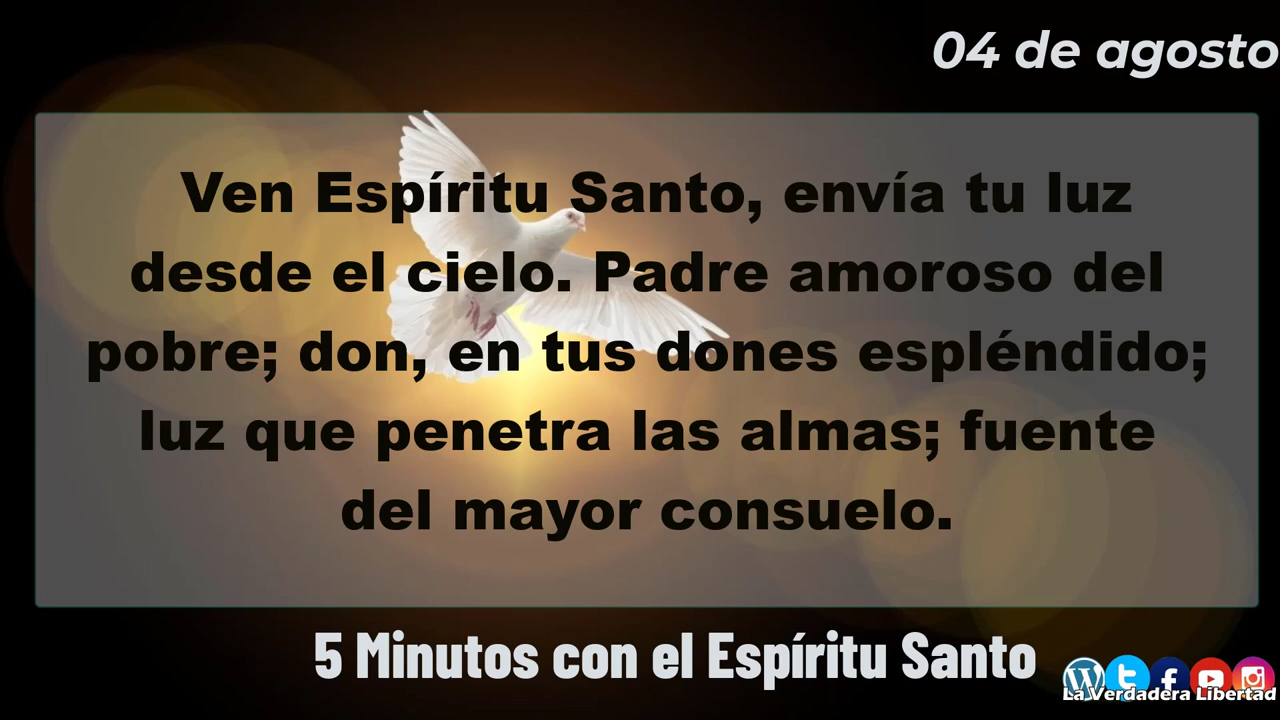 04 de agosto
Ven Espíritu Santo, envía tu luz
desde el cielo. Padre amoroso del
pobre; don, en tus dones espléndido;
luz que penetra las almas; fuente
del mayor consuelo.
5 Minutos con el Espíritu Santo
La Verdadera Libertad